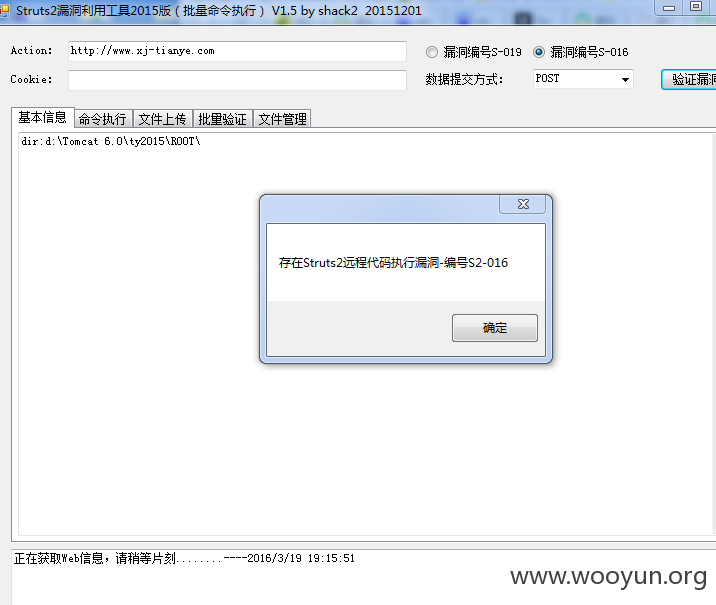 Struts2漏洞利用工具2015版（批量命令执行） V1.5 by shack2 20151201
Action: http://www.xj-tianye.com 漏洞编号S-019 漏洞编号S-016
Cookie: 数据提交方式: POST 验证漏洞
基本信息 命令执行 文件上传 批量验证 文件管理
dir:d:\Tomcat 6.0\ty2015\ROOT\
存在Struts2远程代码执行漏洞-编号S2-016
确定
正在获取Web信息，请稍等片刻........----2016/3/19 19:15:51
www.wooyun.org